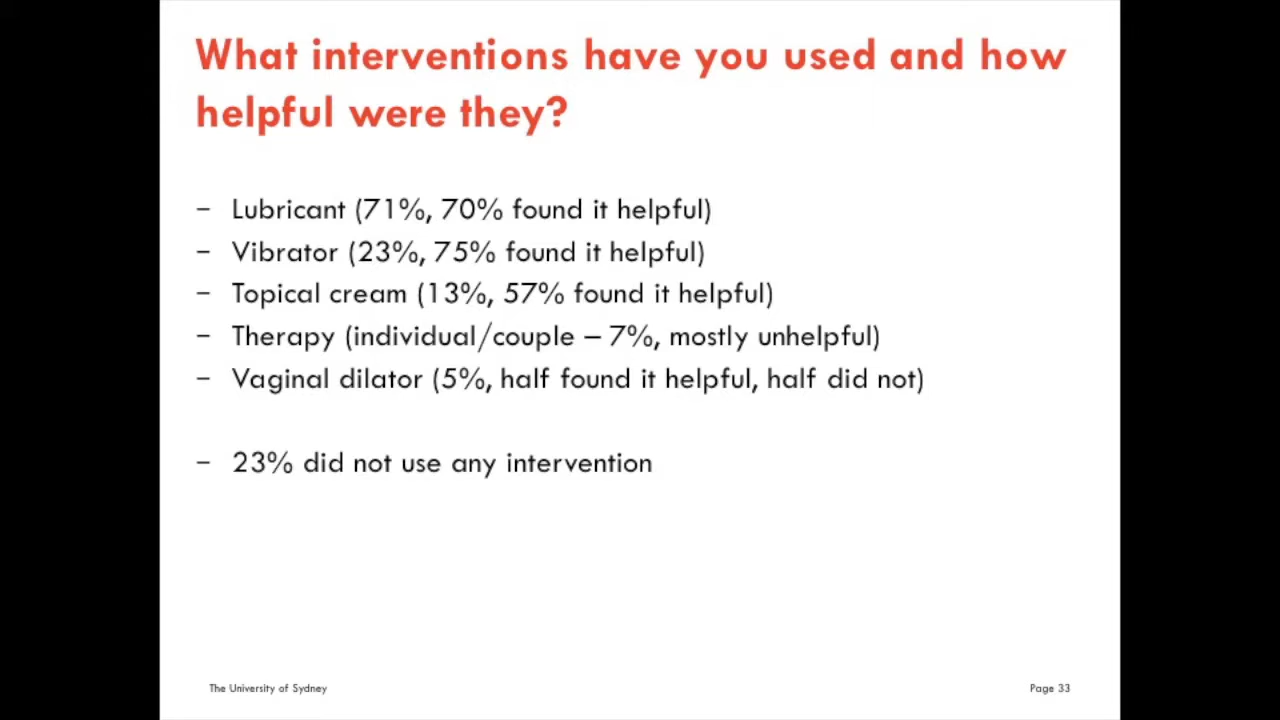 What interventions have you used and how
helpful were they?
– Lubricant (71%, 70% found it helpful)
– Vibrator (23%, 75% found it helpful)
– Topical cream (13%, 57% found it helpful)
– Therapy (individual/couple – 7%, mostly unhelpful)
– Vaginal dilator (5%, half found it helpful, half did not)
– 23% did not use any intervention
The University of Sydney
Page 33